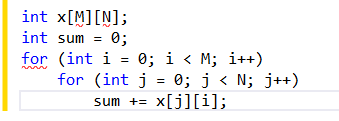 int x[M][N];
int sum = 0;
for (int i = 0; i < M; i++)
    for (int j = 0; j < N; j++)
        sum += x[j][i];